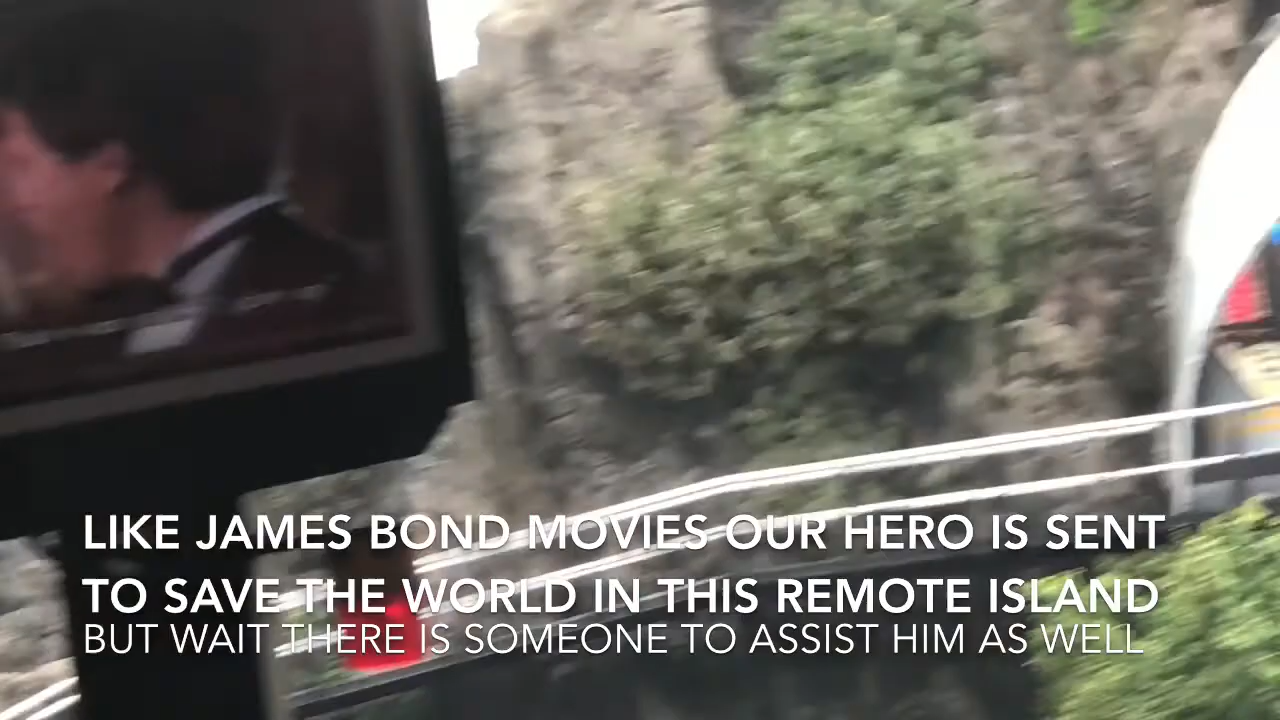 LIKE JAMES BOND MOVIES OUR HERO IS SENT
TO SAVE THE WORLD IN THIS REMOTE ISLAND
BUT WAIT THERE IS SOMEONE TO ASSIST HIM AS WELL